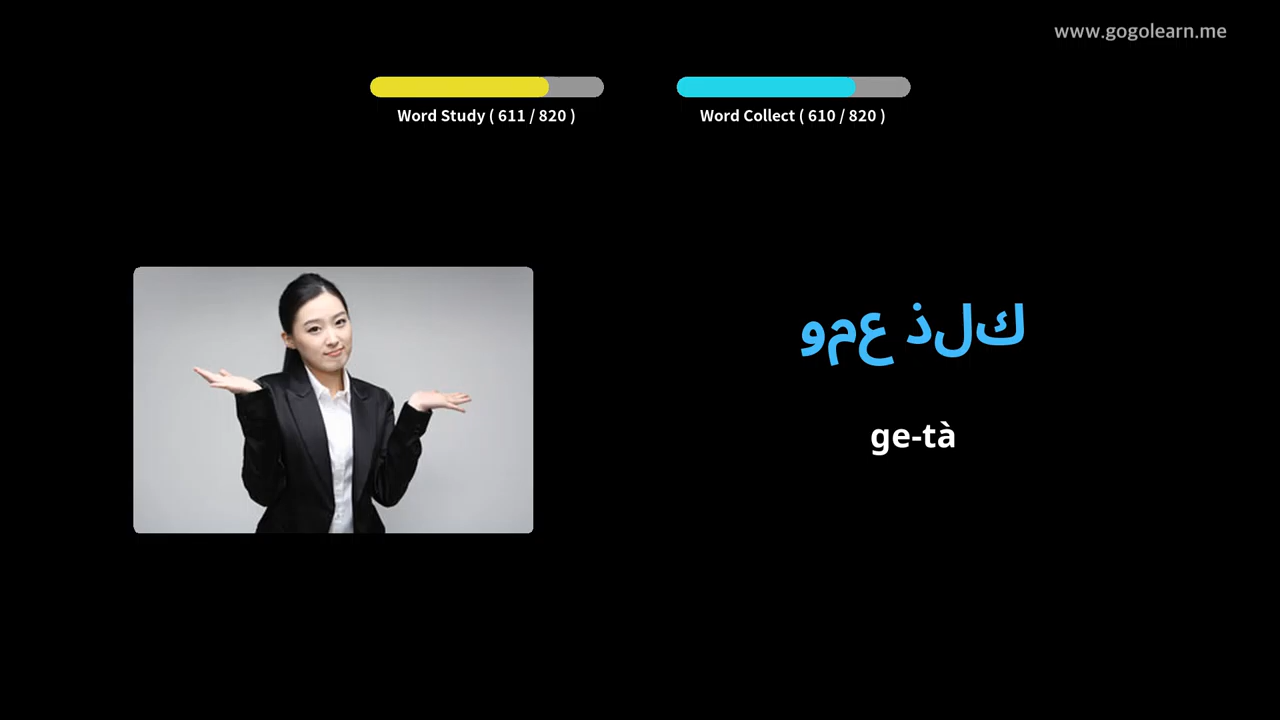 www.gogolearn.me
Word Study ( 611 / 820 )
Word Collect ( 610 / 820 )
ومع ذلك
ge-tà